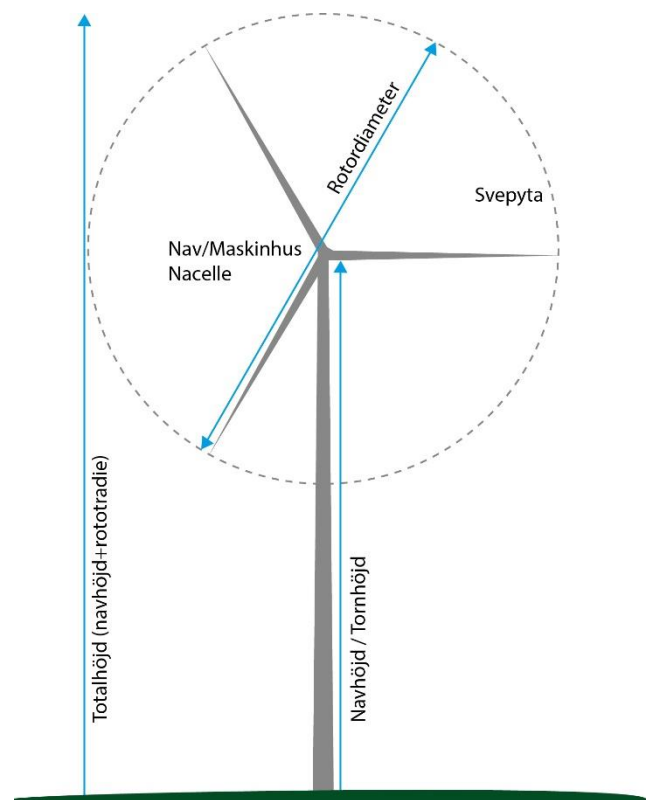 Rotordiameter
Svepyta
Nav/Maskinhus
Nacelle
Totalhöjd (navhöjd+rototradie)
Navhöjd / Tornhöjd